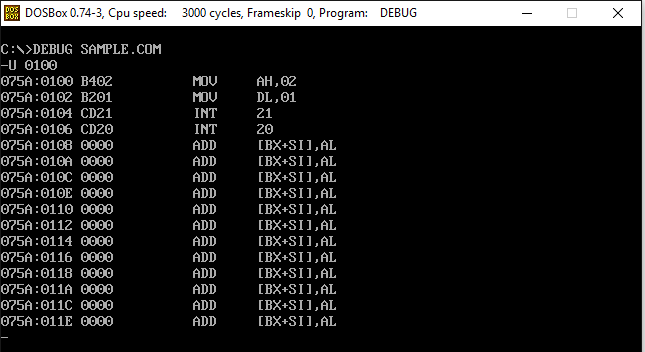 DOSBox 0.74-3, Cpu speed: 3000 cycles, Frameskip 0, Program: DEBUG
C:\>DEBUG SAMPLE.COM
-U 0100
075A:0100 B402 MOV AH,02
075A:0102 B201 MOV DL,01
075A:0104 CD21 INT 21
075A:0106 CD20 INT 20
075A:0108 0000 ADD [BX+SI],AL
075A:010A 0000 ADD [BX+SI],AL
075A:010C 0000 ADD [BX+SI],AL
075A:010E 0000 ADD [BX+SI],AL
075A:0110 0000 ADD [BX+SI],AL
075A:0112 0000 ADD [BX+SI],AL
075A:0114 0000 ADD [BX+SI],AL
075A:0116 0000 ADD [BX+SI],AL
075A:0118 0000 ADD [BX+SI],AL
075A:011A 0000 ADD [BX+SI],AL
075A:011C 0000 ADD [BX+SI],AL
075A:011E 0000 ADD [BX+SI],AL
-